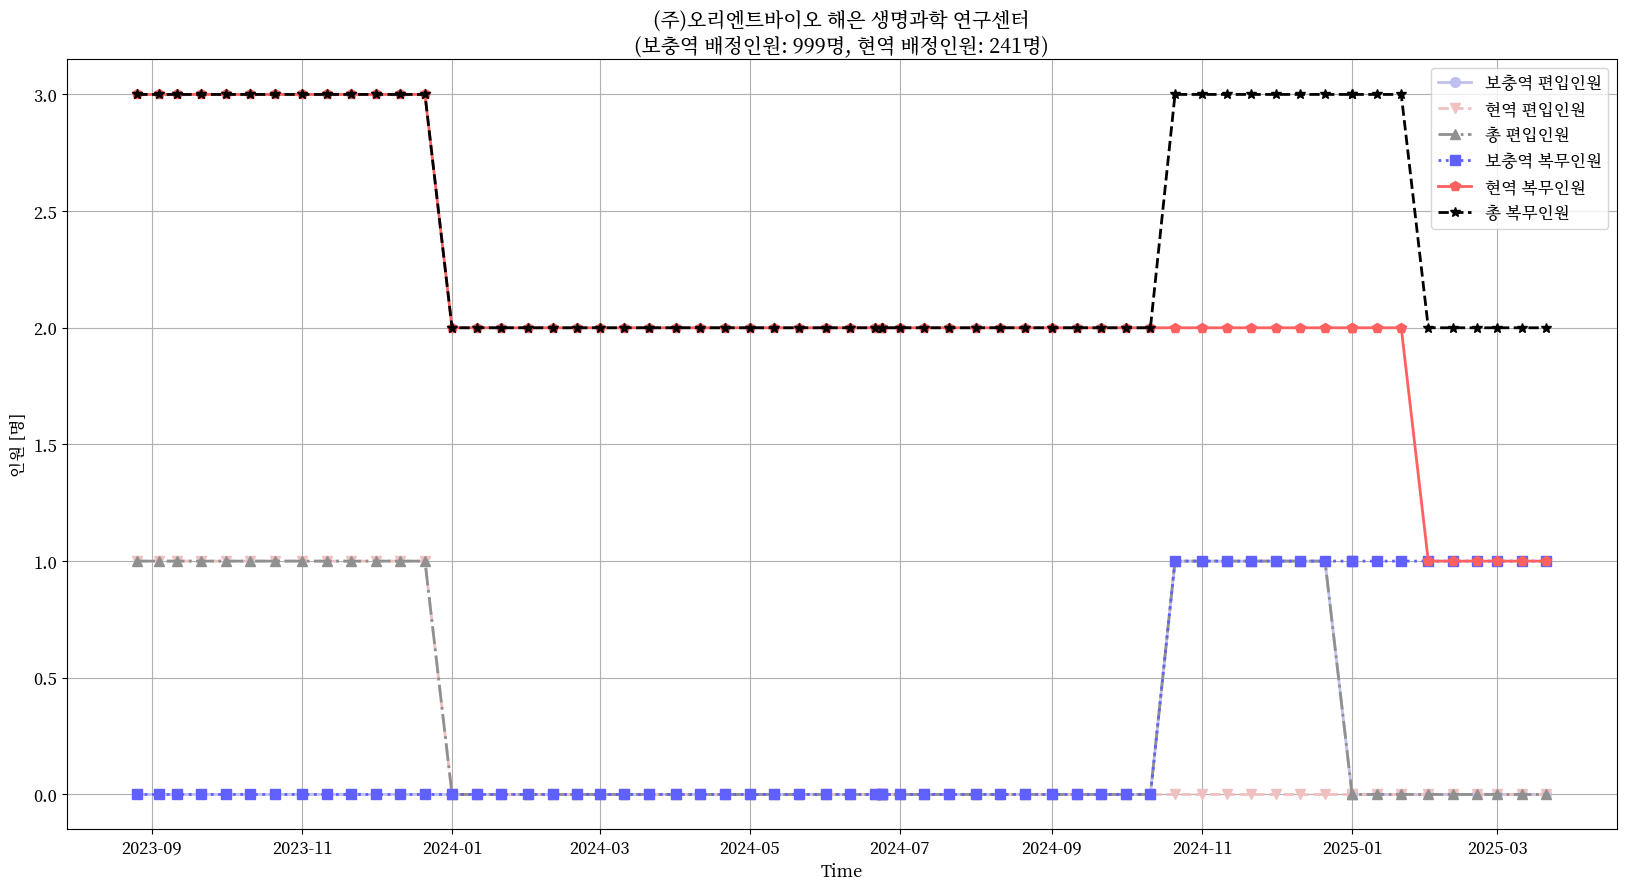 (주)오리엔트바이오 해은 생명과학 연구센터
(보충역 배정인원: 999명, 현역 배정인원: 241명)
보충역 편입인원
현역 편입인원
총 편입인원
보충역 복무인원
현역 복무인원
총 복무인원
인원 [명]
3.0
2.5
2.0
1.5
1.0
0.5
0.0
2023-09
2023-11
2024-01
2024-03
2024-05
2024-07
2024-09
2024-11
2025-01
2025-03
Time